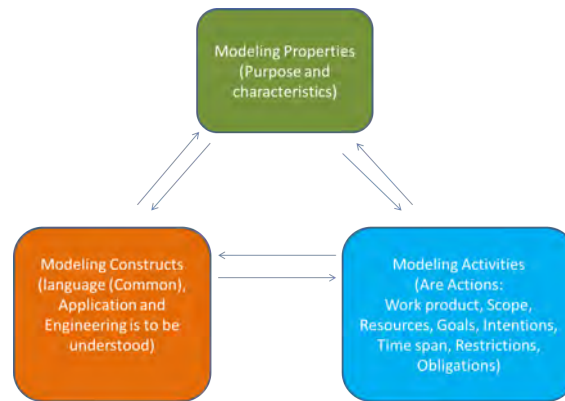 Modeling Properties
(Purpose and
characteristics)
Modeling Constructs
(language (Common),
Application and
Engineering is to be
understood)
Modeling Activities
(Are Actions:
Work product, Scope,
Resources, Goals, Intentions,
Time span, Restrictions,
Obligations)